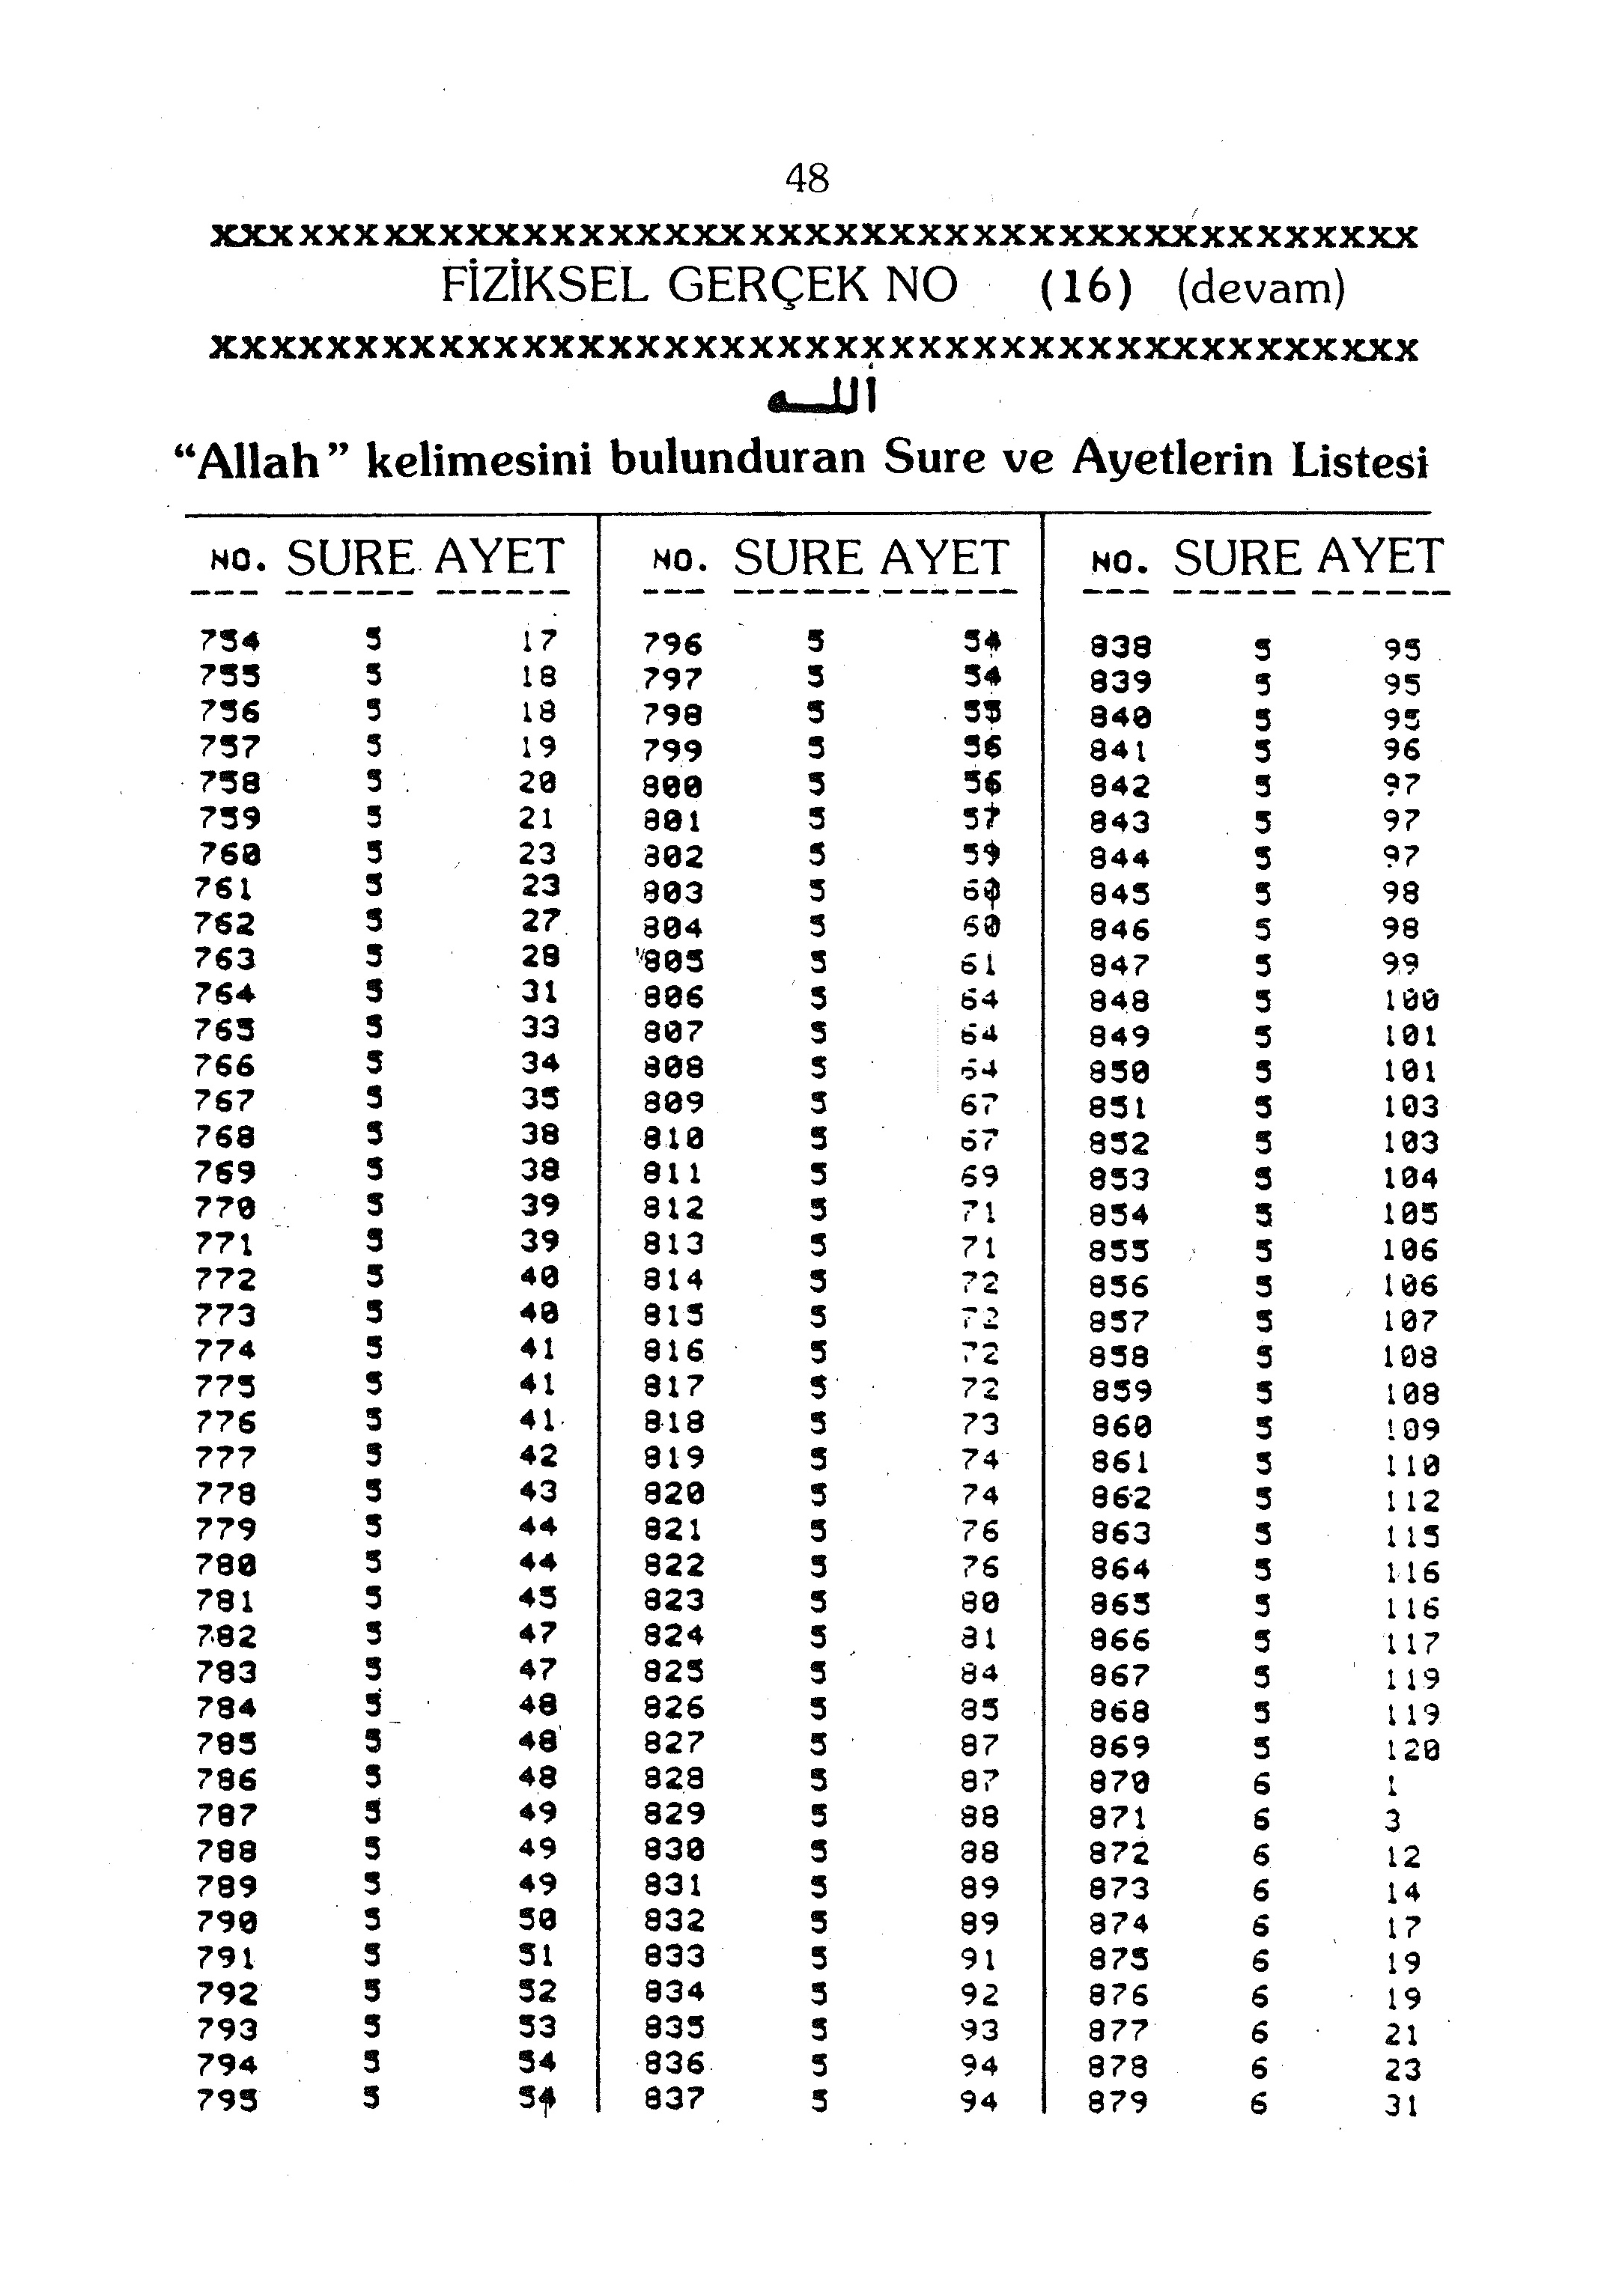 48
XXXXXXXXXXXXXXXXXXXXXXXXXXXXXXXXXXXXXXXXXXX
FİZİKSEL GERÇEK NO (16) (devam)
XXXXXXXXXXXXXXXXXXXXXXXXXXXXXXXXXXXXXXXXXXX
الله
“Allah” kelimesini bulunduran Sure ve Ayetlerin Listesi
NO. SURE AYET NO. SURE AYET NO. SURE AYET
754 5 17 796 5 54 838 5 95
755 5 18 797 5 54 839 5 95
756 5 18 798 5 55 840 5 95
757 5 19 799 5 56 841 5 96
758 5 20 800 5 56 842 5 97
759 5 21 801 5 57 843 5 97
760 5 23 802 5 59 844 5 97
761 5 23 803 5 60 845 5 98
762 5 27 804 5 60 846 5 98
763 5 28 805 5 61 847 5 99
764 5 31 806 5 64 848 5 100
765 5 33 807 5 64 849 5 101
766 5 34 808 5 64 850 5 101
767 5 35 809 5 67 851 5 103
768 5 38 810 5 67 852 5 103
769 5 38 811 5 69 853 5 104
770 5 39 812 5 71 854 5 105
771 5 39 813 5 71 855 5 106
772 5 40 814 5 72 856 5 106
773 5 40 815 5 72 857 5 107
774 5 41 816 5 72 858 5 108
775 5 41 817 5 72 859 5 108
776 5 41 818 5 73 860 5 109
777 5 42 819 5 74 861 5 110
778 5 43 820 5 74 862 5 112
779 5 44 821 5 76 863 5 115
780 5 44 822 5 76 864 5 116
781 5 45 823 5 80 865 5 116
782 5 47 824 5 81 866 5 117
783 5 47 825 5 84 867 5 119
784 5 48 826 5 85 868 5 119
785 5 48 827 5 87 869 5 120
786 5 48 828 5 87 870 6 1
787 5 49 829 5 88 871 6 3
788 5 49 830 5 88 872 6 12
789 5 49 831 5 89 873 6 14
790 5 50 832 5 89 874 6 17
791 5 51 833 5 91 875 6 19
792 5 52 834 5 92 876 6 19
793 5 53 835 5 93 877 6 21
794 5 54 836 5 94 878 6 23
795 5 54 837 5 94 879 6 31